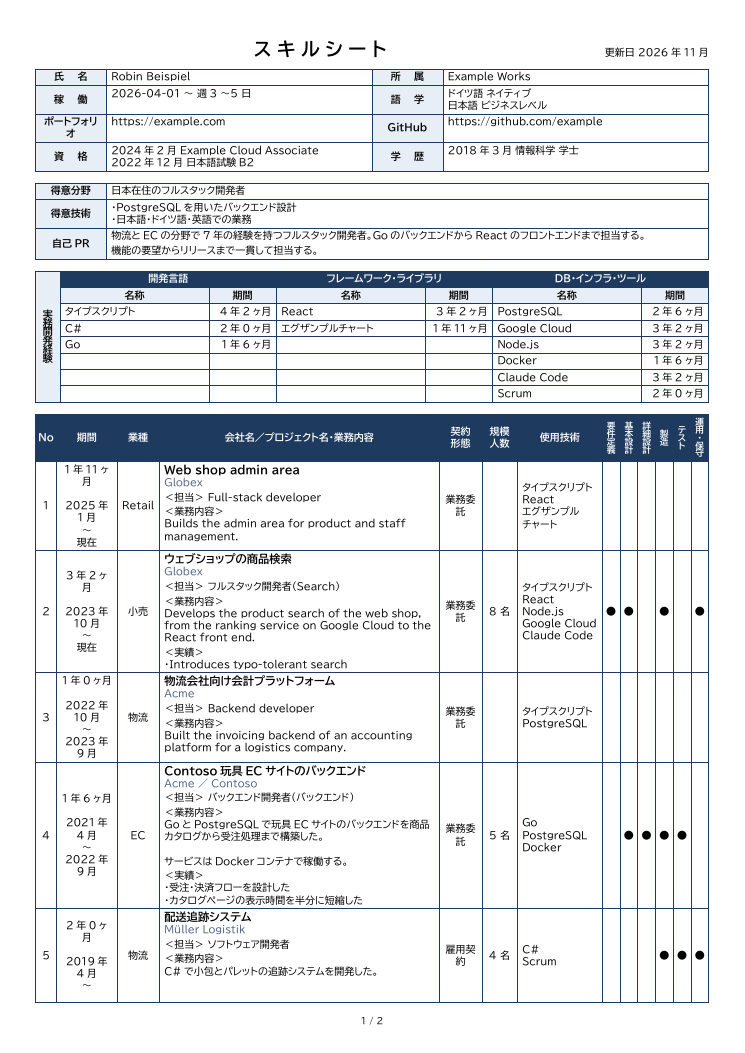 スキルシート
更新日 2026 年 11 月
氏 名 Robin Beispiel 所 属 Example Works
稼 働 2026-04-01 ～ 週 3 ～5 日 語 学 ドイツ語 ネイティブ
日本語 ビジネスレベル
ポートフォリ
オ https://example.com GitHub https://github.com/example
資 格 2024 年 2 月 Example Cloud Associate 学 歴 2018 年 3 月 情報科学 学士
2022 年 12 月 日本語試験 B2
得意分野 日本在住のフルスタック開発者
得意技術 ・PostgreSQL を用いたバックエンド設計
・日本語・ドイツ語・英語での業務
自己 PR 物流と EC の分野で 7 年の経験を持つフルスタック開発者。Go のバックエンドから React のフロントエンドまで担当する。
機能の要望からリリースまで一貫して担当する。
実務開発経験
開発言語 フレームワーク・ライブラリ DB・インフラ・ツール
名称 期間 名称 期間 名称 期間
タイプスクリプト 4 年 2 ヶ月 React 3 年 2 ヶ月 PostgreSQL 2 年 6 ヶ月
C# 2 年 0 ヶ月 エグザンプルチャート 1 年 11 ヶ月 Google Cloud 3 年 2 ヶ月
Go 1 年 6 ヶ月 Node.js 3 年 2 ヶ月
Docker 1 年 6 ヶ月
Claude Code 3 年 2 ヶ月
Scrum 2 年 0 ヶ月
No 期間 業種 会社名／プロジェクト名・業務内容 契約
形態 規模
人数 使用技術 要件定義 基本設計 詳細設計 製造 テスト 運用・保守
1
1 年 11 ヶ
月
2025 年
1 月
～
現在
Retail
Web shop admin area
Globex
＜担当＞ Full-stack developer
＜業務内容＞
Builds the admin area for product and staff
management.
業務委
託
タイプスクリプト
React
エグザンプル
チャート
2
3 年 2 ヶ
月
2023 年
10 月
～
現在
小売
ウェブショップの商品検索
Globex
＜担当＞ フルスタック開発者（Search）
＜業務内容＞
Develops the product search of the web shop,
from the ranking service on Google Cloud to the
React front end.
＜実績＞
・Introduces typo-tolerant search
業務委
託
8 名
タイプスクリプト
React
Node.js
Google Cloud
Claude Code
● ● ● ●
3
1 年 0 ヶ月
2022 年
10 月
～
2023 年
9 月
物流
物流会社向け会計プラットフォーム
Acme
＜担当＞ Backend developer
＜業務内容＞
Built the invoicing backend of an accounting
platform for a logistics company.
業務委
託
タイプスクリプト
PostgreSQL
4
1 年 6 ヶ月
2021 年
4 月
～
2022 年
9 月
EC
Contoso 玩具 EC サイトのバックエンド
Acme ／ Contoso
＜担当＞ バックエンド開発者（バックエンド）
＜業務内容＞
Go と PostgreSQL で玩具 EC サイトのバックエンドを商品
カタログから受注処理まで構築した。
サービスは Docker コンテナで稼働する。
＜実績＞
・受注・決済フローを設計した
・カタログページの表示時間を半分に短縮した
業務委
託
5 名
Go
PostgreSQL
Docker
● ● ● ●
5
2 年 0 ヶ
月
2019 年
4 月
～
物流
配送追跡システム
Müller Logistik
＜担当＞ ソフトウェア開発者
＜業務内容＞
C# で小包とパレットの追跡システムを開発した。
雇用契
約
4 名
C#
Scrum
● ● ●
1 / 2